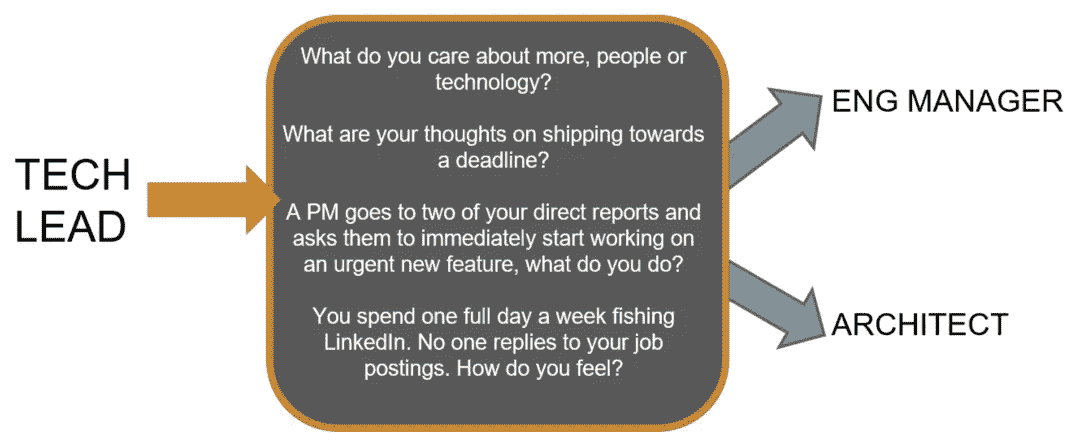 TECH
LEAD
What do you care about more, people or
technology?
What are your thoughts on shipping towards
a deadline?
A PM goes to two of your direct reports and
asks them to immediately start working on
an urgent new feature, what do you do?
You spend one full day a week fishing
LinkedIn. No one replies to your job
postings. How do you feel?
ENG MANAGER
ARCHITECT